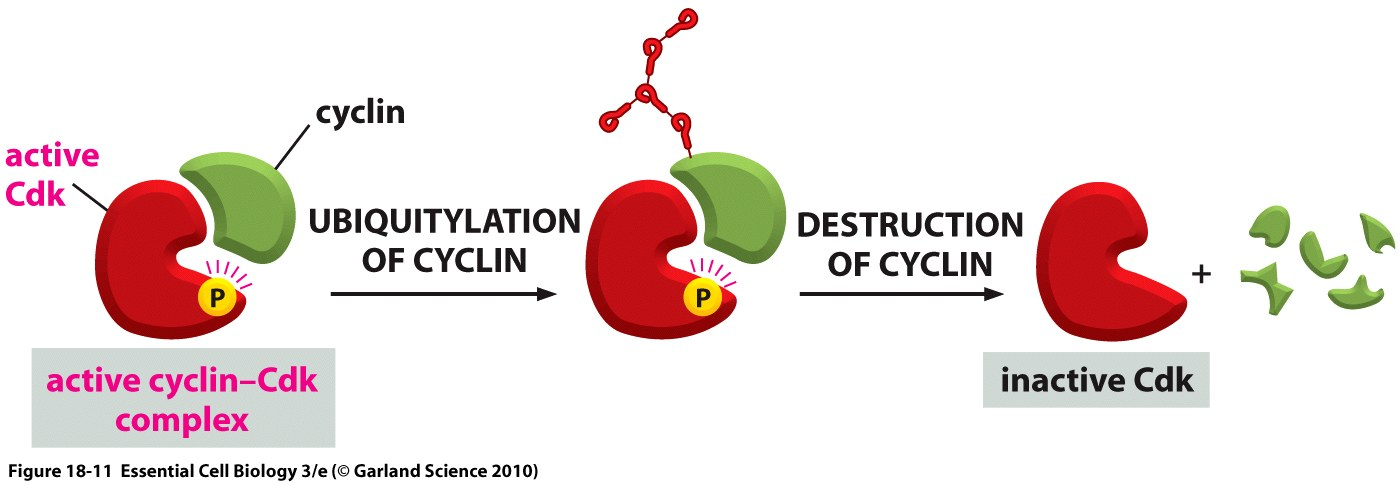 cyclin
active
Cdk
UBIQUITYLATION
OF CYCLIN
DESTRUCTION
OF CYCLIN
P
P
+
active cyclin–Cdk
complex
inactive Cdk
Figure 18-11 Essential Cell Biology 3/e (© Garland Science 2010)